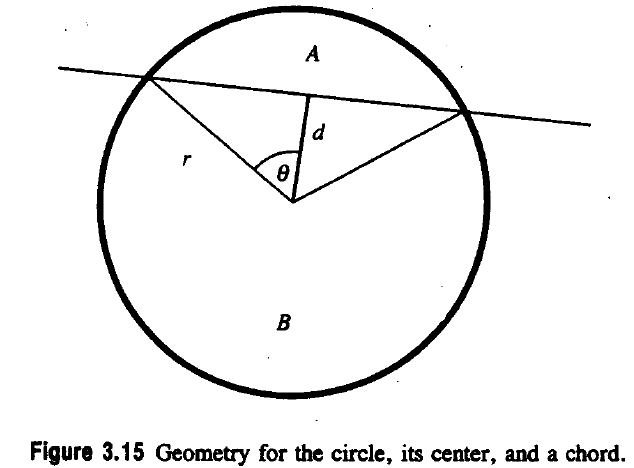 A
d
r
θ
B
Figure 3.15 Geometry for the circle, its center, and a chord.